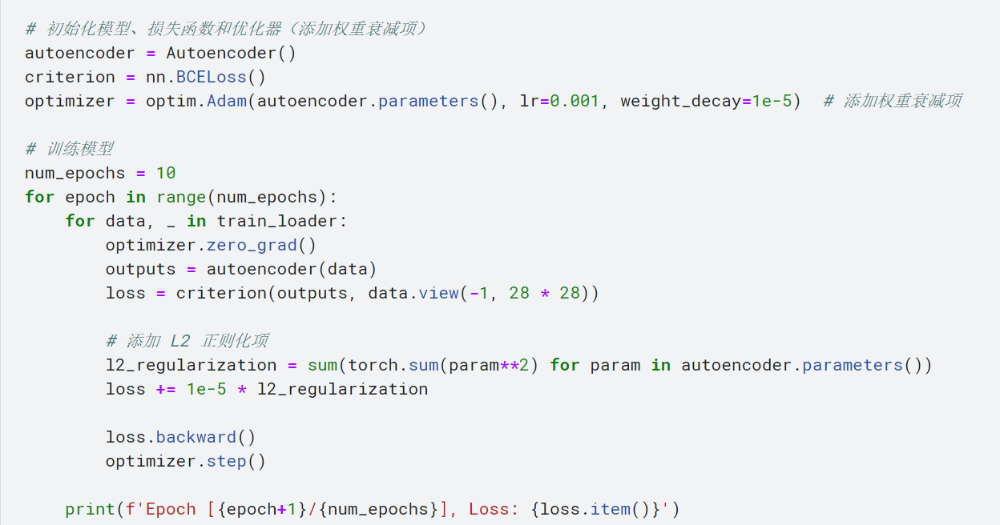 # 初始化模型、损失函数和优化器（添加权重衰减项）
autoencoder = Autoencoder()
criterion = nn.BCELoss()
optimizer = optim.Adam(autoencoder.parameters(), lr=0.001, weight_decay=1e-5)  # 添加权重衰减项
# 训练模型
num_epochs = 10
for epoch in range(num_epochs):
    for data, _ in train_loader:
        optimizer.zero_grad()
        outputs = autoencoder(data)
        loss = criterion(outputs, data.view(-1, 28 * 28))
        # 添加 L2 正则化项
        l2_regularization = sum(torch.sum(param**2) for param in autoencoder.parameters())
        loss += 1e-5 * l2_regularization
        loss.backward()
        optimizer.step()
    print(f'Epoch [{epoch+1}/{num_epochs}], Loss: {loss.item()}')